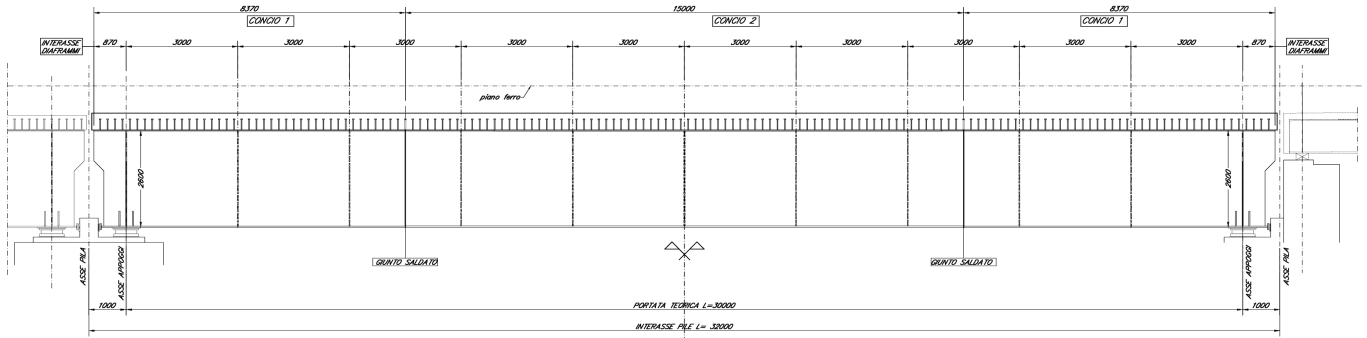 8370
15000
8370
CONCIO 1
CONCIO 2
CONCIO 1
INTERASSE
DIAFRAMMI
870
3000
3000
3000
3000
3000
3000
3000
3000
3000
3000
870
INTERASSE
DIAFRAMMI
piano ferro
2600
2600
GIUNTO SALDATO
GIUNTO SALDATO
ASSE PILA
ASSE APPOGGI
ASSE APPOGGI
ASSE PILA
1000
PORTATA TEORICA L=30000
1000
INTERASSE PILE L= 32000